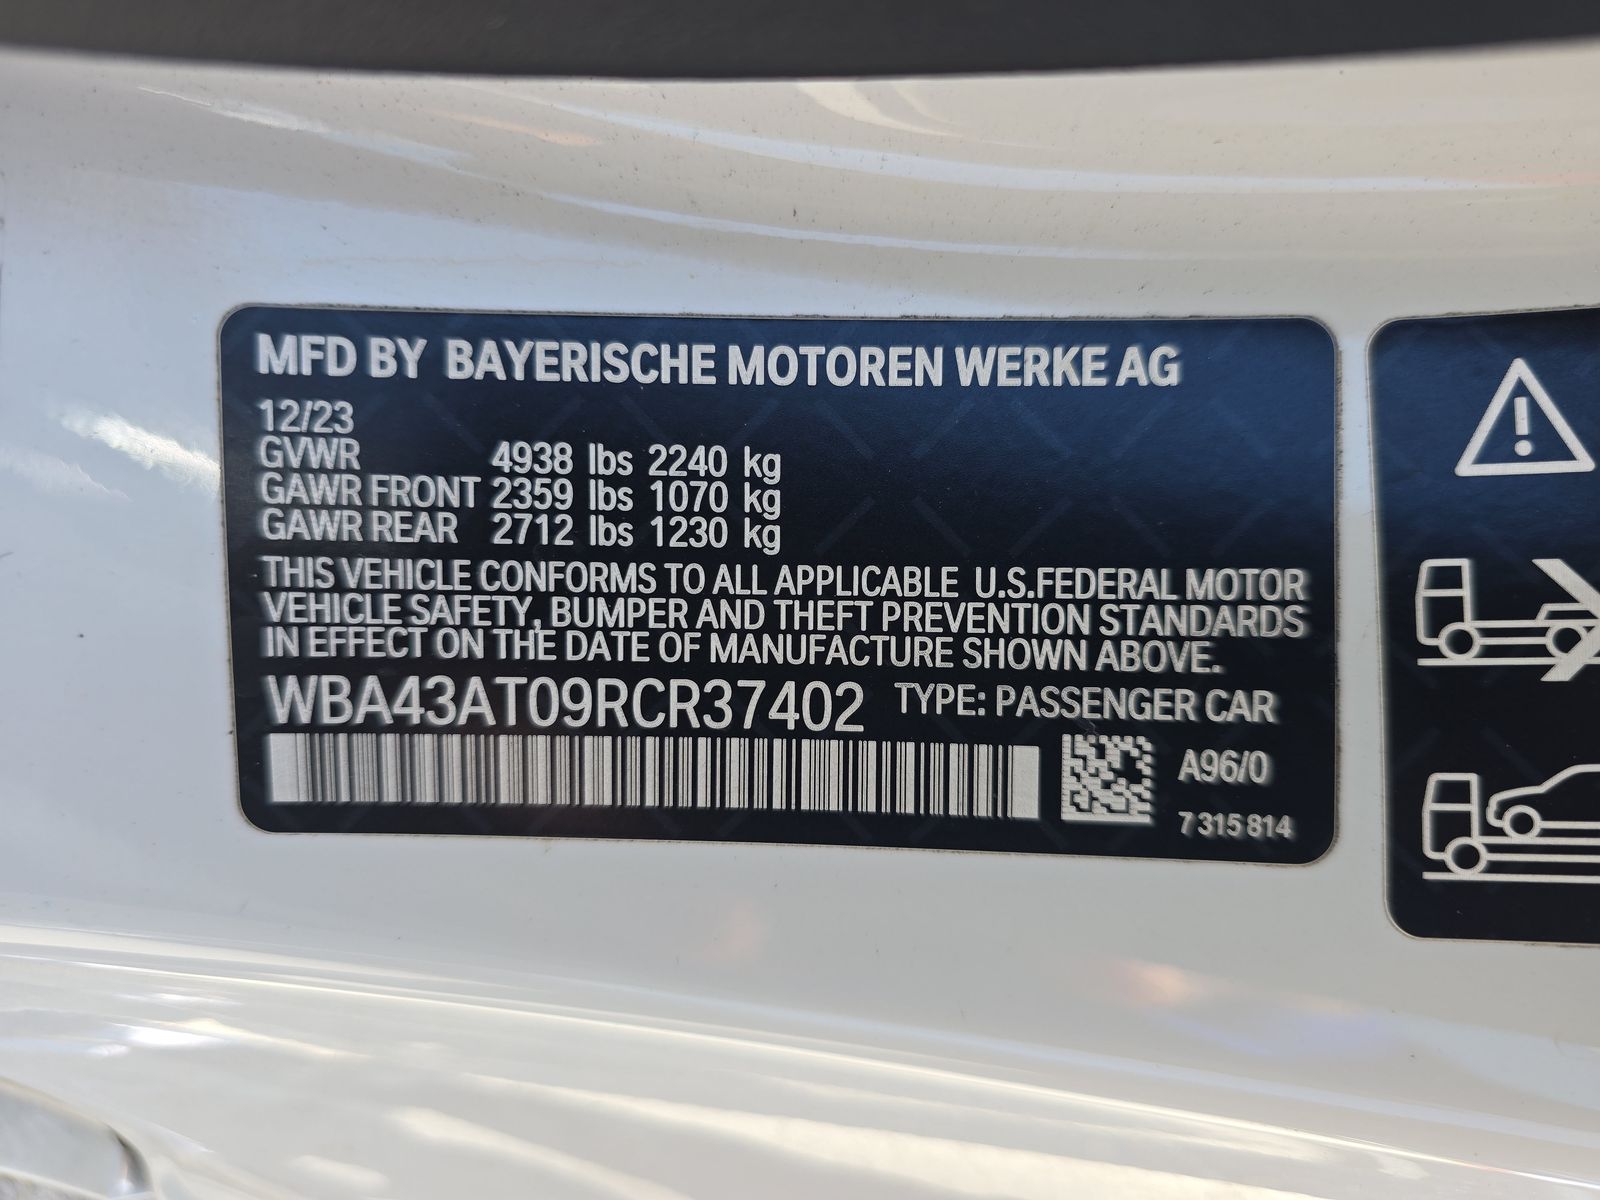 MFD BY BAYERISCHE MOTOREN WERKE AG
12/23
GVWR 4938 lbs 2240 kg
GAWR FRONT 2359 lbs 1070 kg
GAWR REAR 2712 lbs 1230 kg
THIS VEHICLE CONFORMS TO ALL APPLICABLE U.S.FEDERAL MOTOR
VEHICLE SAFETY, BUMPER AND THEFT PREVENTION STANDARDS
IN EFFECT ON THE DATE OF MANUFACTURE SHOWN ABOVE.
WBA43AT09RCR37402 TYPE: PASSENGER CAR
A96/0
7 315 814